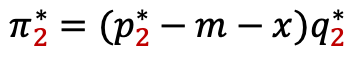 π₂* = (p₂* − m − x)q₂*